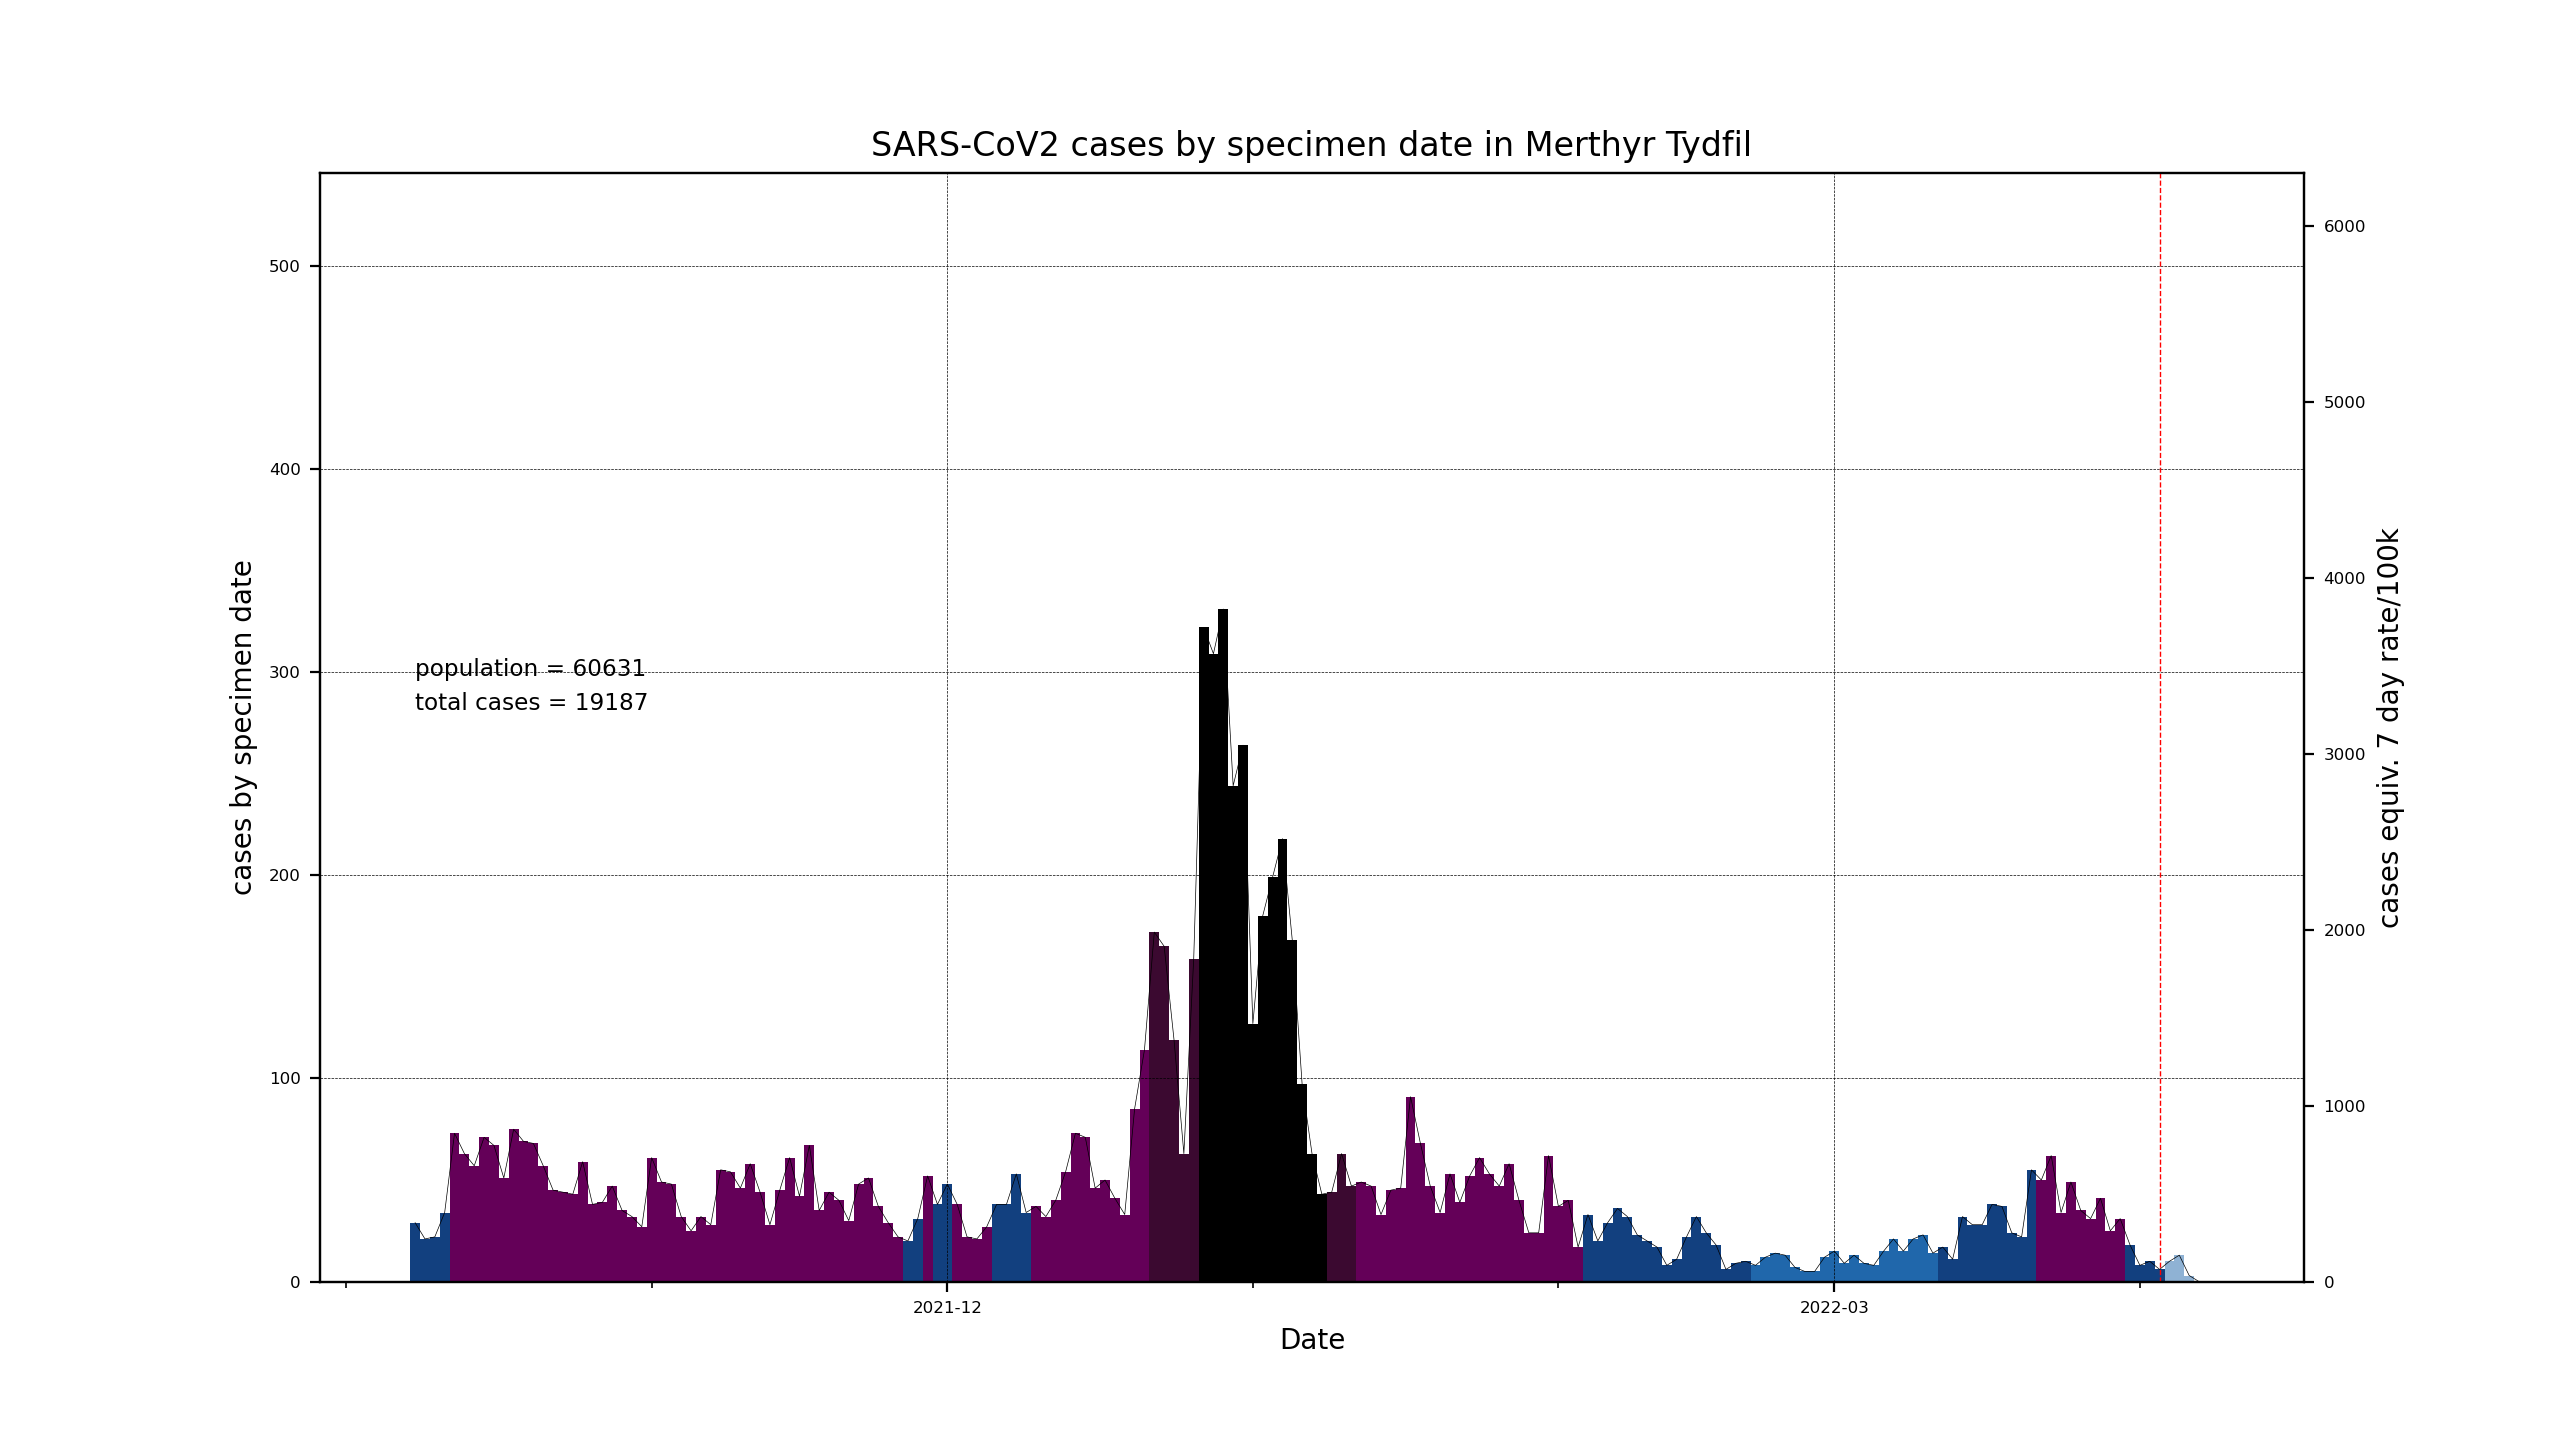 SARS-CoV2 cases by specimen date in Merthyr Tydfil
cases by specimen date
500
400
300
200
100
0
population = 60631
total cases = 19187
6000
5000
4000
3000
2000
1000
0
cases equiv. 7 day rate/100k
2021-12
2022-03
Date